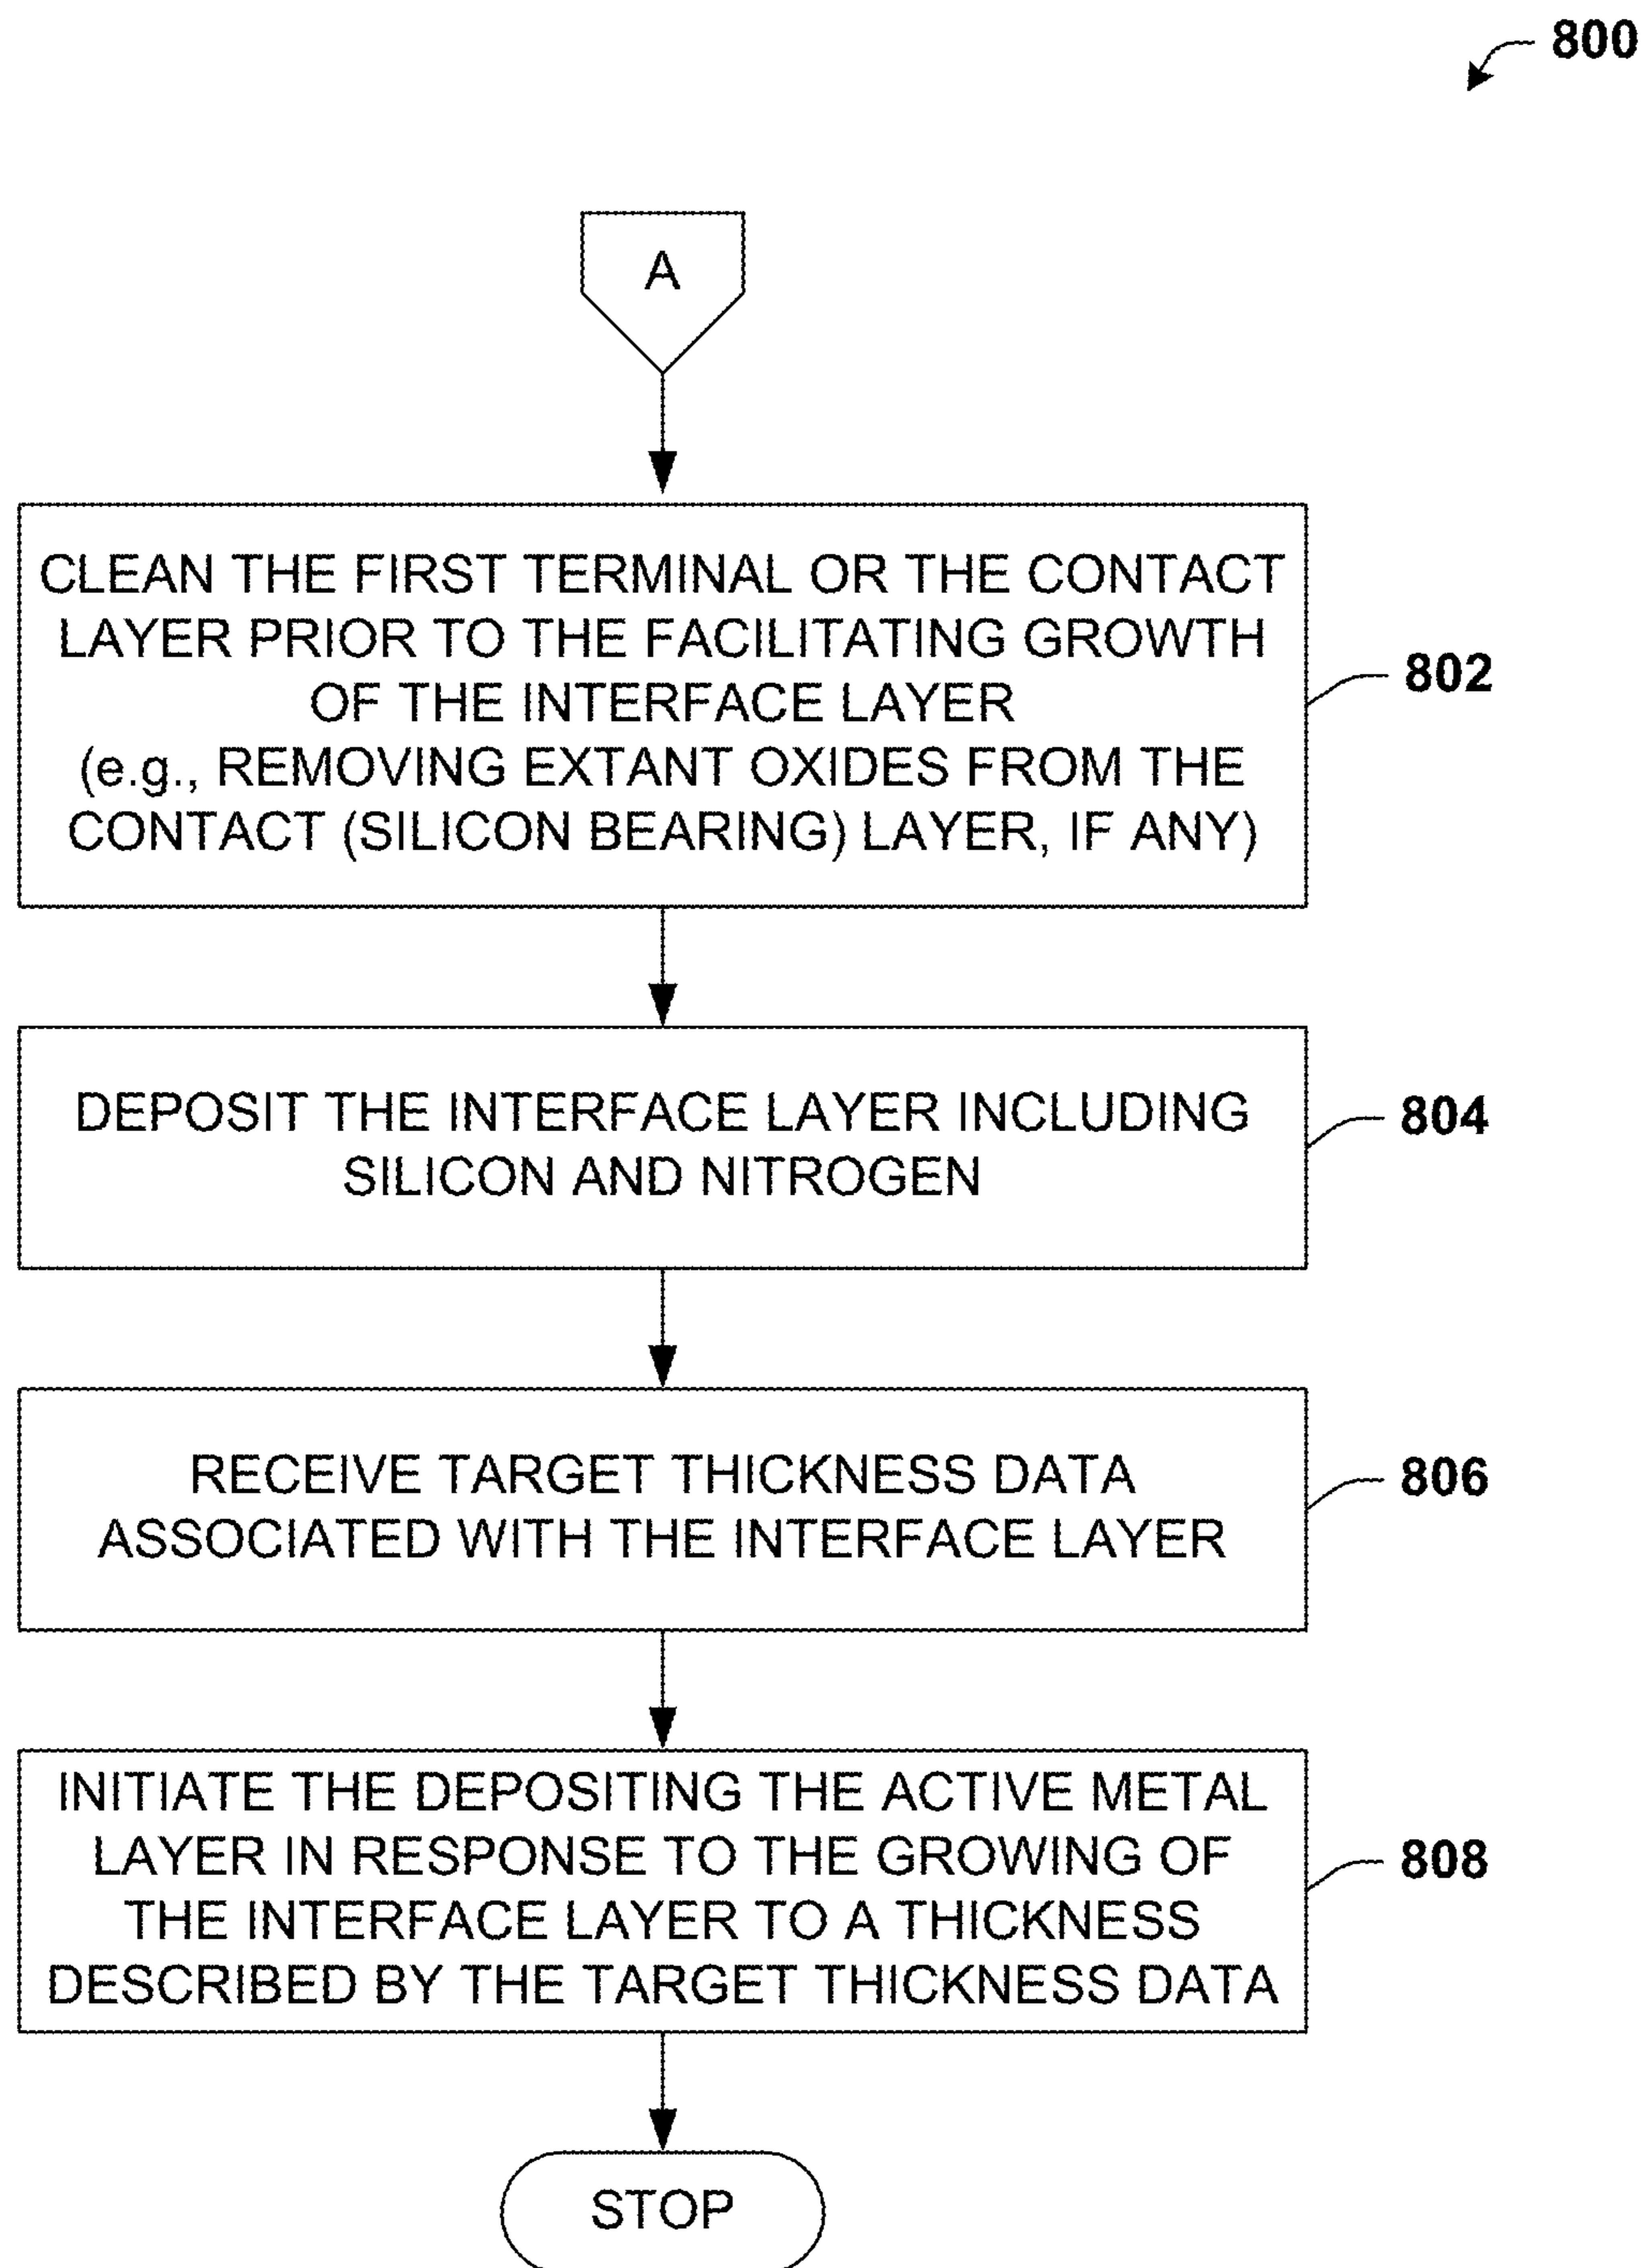 800
A
CLEAN THE FIRST TERMINAL OR THE CONTACT
LAYER PRIOR TO THE FACILITATING GROWTH
OF THE INTERFACE LAYER
(e.g., REMOVING EXTANT OXIDES FROM THE
CONTACT (SILICON BEARING) LAYER, IF ANY)
802
DEPOSIT THE INTERFACE LAYER INCLUDING
SILICON AND NITROGEN
804
RECEIVE TARGET THICKNESS DATA
ASSOCIATED WITH THE INTERFACE LAYER
806
INITIATE THE DEPOSITING THE ACTIVE METAL
LAYER IN RESPONSE TO THE GROWING OF
THE INTERFACE LAYER TO A THICKNESS
DESCRIBED BY THE TARGET THICKNESS DATA
808
STOP